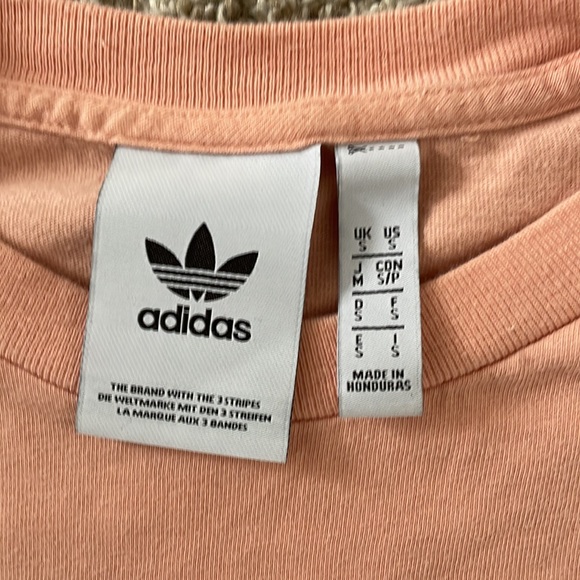 adidas
THE BRAND WITH THE 3 STRIPES
DIE WELTMARKE MIT DEN 3 STREIFEN
LA MARQUE AUX 3 BANDES
UK US
S S
J CDN
M S/P
D F
S S
E I
S S
MADE IN
HONDURAS